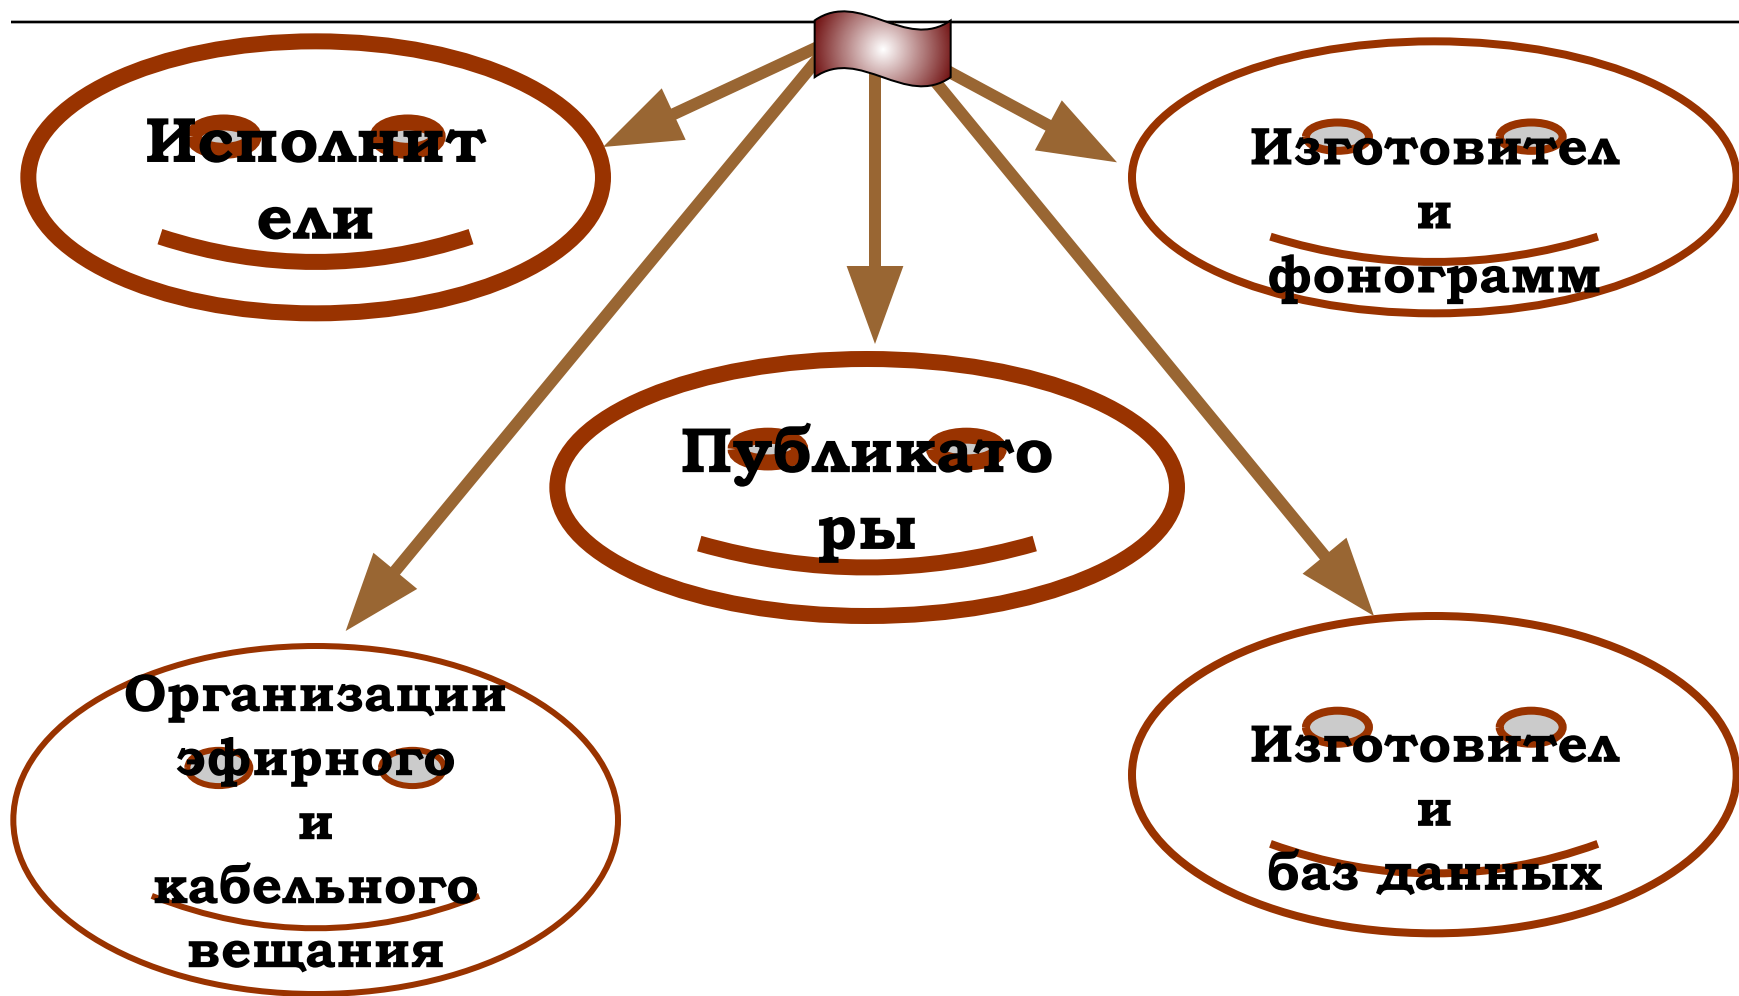 Исполнит
ели
Изготовител
и
фонограмм
Публикато
ры
Организации
эфирного
и
кабельного
вещания
Изготовител
и
баз данных